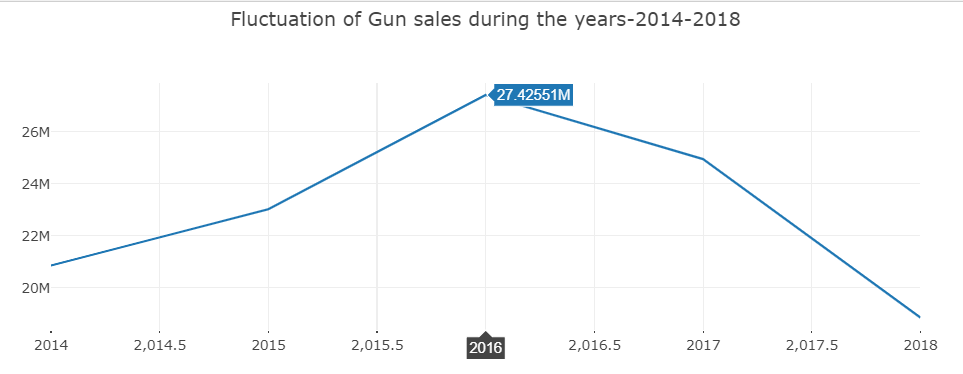 Fluctuation of Gun sales during the years-2014-2018
27.42551M
26M
24M
22M
20M
2014 2,014.5 2015 2,015.5 2016 2,016.5 2017 2,017.5 2018